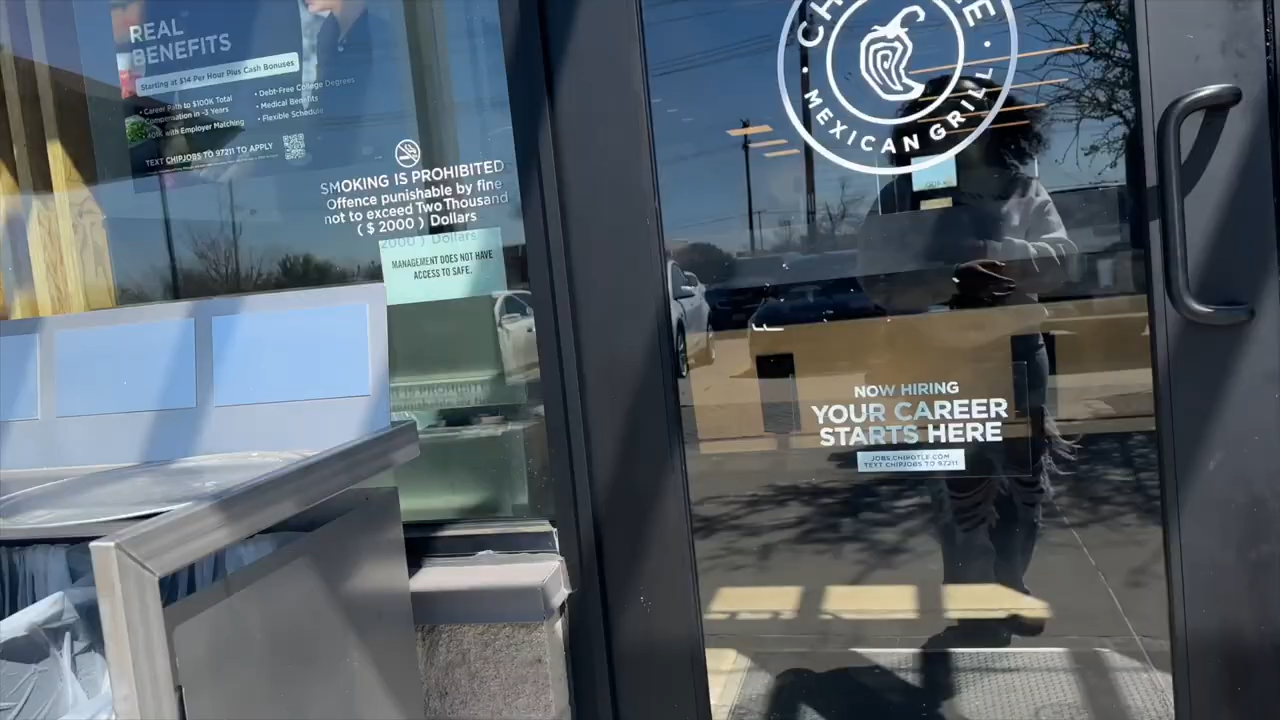 REAL
BENEFITS
Starting at $14 Per Hour Plus Cash Bonuses
• Career Path to $100K Total
Compensation in ~3 Years
with Employer Matching
• Debt-Free College Degrees
• Medical Benefits
• Flexible Schedule
TEXT CHIPJOBS TO 97211 TO APPLY
SMOKING IS PROHIBITED
Offence punishable by fine
not to exceed Two Thousand
( $ 2000 ) Dollars
2000 ) Dollars
MANAGEMENT DOES NOT HAVE
ACCESS TO SAFE.
MEXICAN GRILL
NOW HIRING
YOUR CAREER
STARTS HERE
JOBS.CHIPOTLE.COM
TEXT CHIPJOBS TO 97211